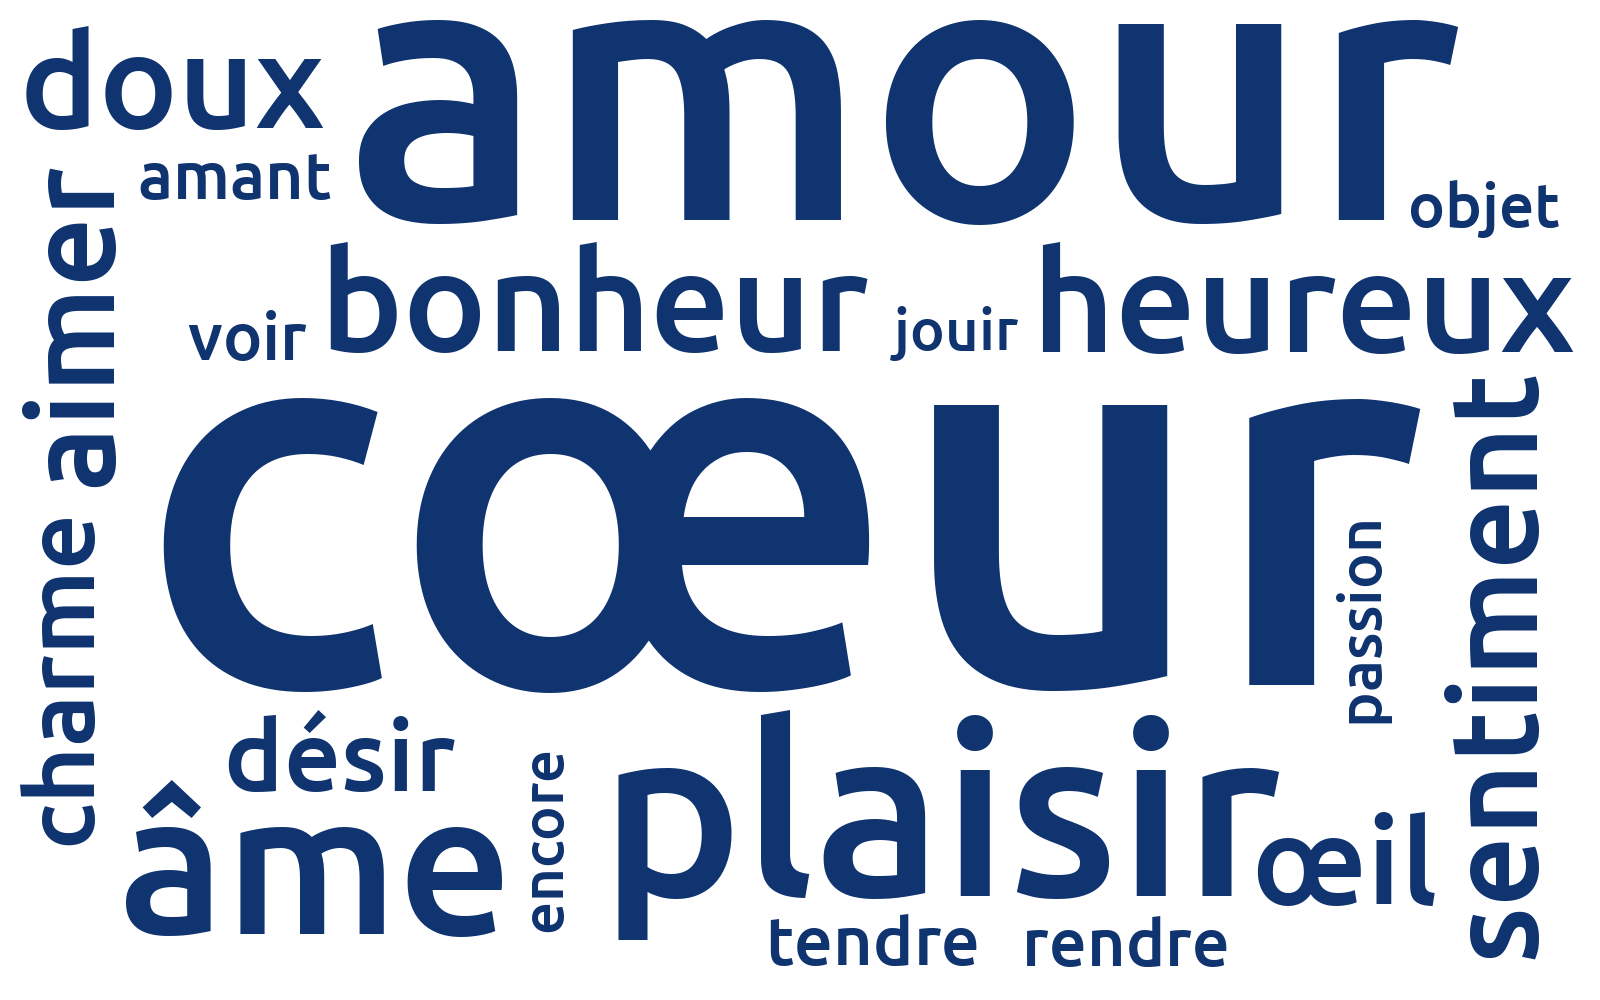 amour
doux
amant
objet
aimer
bonheur
heureux
voir
jouir
cœur
sentiment
charme
passion
désir
plaisir
encore
âme
œil
tendre
rendre